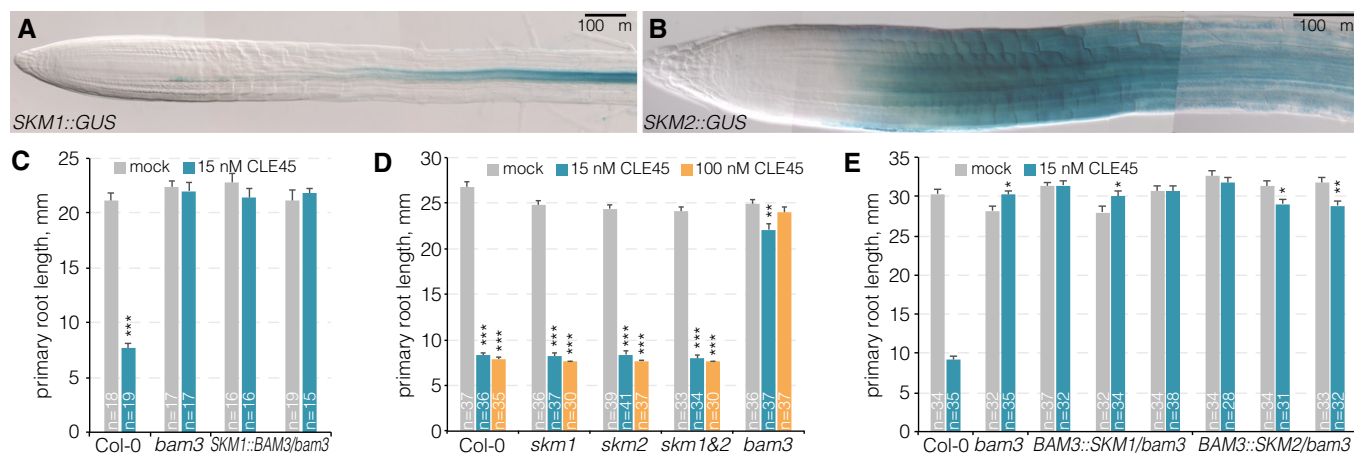 A
100 m
SKM1::GUS
B
100 m
SKM2::GUS
C
mock 15 nM CLE45
primary root length, mm
25
20
15
10
5
0
***
n=18 n=19 n=17 n=17 n=16 n=16 n=19 n=15
Col-0 bam3 SKM1::BAM3/bam3
D
mock 15 nM CLE45 100 nM CLE45
primary root length, mm
30
25
20
15
10
5
0
*** *** *** *** *** *** *** *** **
n=37 n=36 n=35 n=36 n=37 n=30 n=39 n=41 n=37 n=33 n=34 n=30 n=35 n=37 n=37
Col-0 skm1 skm2 skm1&2 bam3
E
mock 15 nM CLE45
primary root length, mm
35
30
25
20
15
10
5
0
* * * **
n=34 n=35 n=32 n=35 n=37 n=32 n=32 n=34 n=34 n=38 n=34 n=28 n=34 n=31 n=33 n=32
Col-0 bam3 BAM3::SKM1/bam3 BAM3::SKM2/bam3